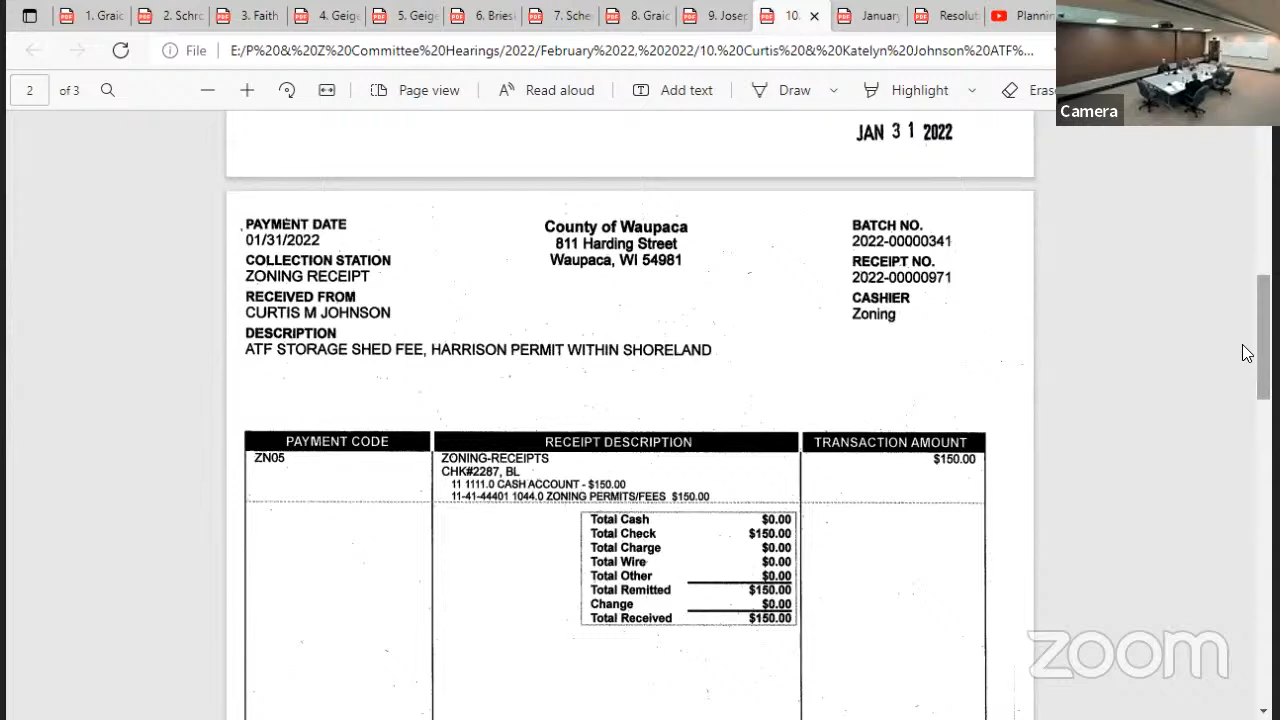 1. Graic
2. Schro
3. Faith
4. Geige
5. Geige
6. Bries
7. Sche
8. Graic
9. Josep
10.
January
Resolut
Planning
File
E:/P%20&%20Z%20Committee%20Hearings/2022/February%2022,%202022/10.%20Curtis%20&%20Katelyn%20Johnson%20ATF%...
2 of 3
Page view
Read aloud
Add text
Draw
Highlight
Eras
Camera
JAN 31 2022
PAYMENT DATE
01/31/2022
COLLECTION STATION
ZONING RECEIPT
RECEIVED FROM
CURTIS M JOHNSON
DESCRIPTION
ATF STORAGE SHED FEE, HARRISON PERMIT WITHIN SHORELAND
County of Waupaca
811 Harding Street
Waupaca, WI 54981
BATCH NO.
2022-00000341
RECEIPT NO.
2022-00000971
CASHIER
Zoning
PAYMENT CODE RECEIPT DESCRIPTION TRANSACTION AMOUNT
ZN05 ZONING-RECEIPTS $150.00
CHK#2287, BL
11 1111.0 CASH ACCOUNT - $150.00
11-41-44401 1044.0 ZONING PERMITS/FEES $150.00
Total Cash $0.00
Total Check $150.00
Total Charge $0.00
Total Wire $0.00
Total Other $0.00
Total Remitted $150.00
Change $0.00
Total Received $150.00
zoom